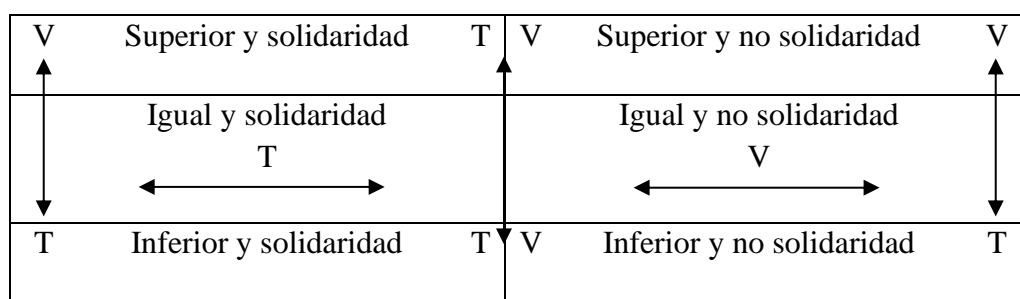 V Superior y solidaridad T V Superior y no solidaridad V
Igual y solidaridad Igual y no solidaridad
T V
T Inferior y solidaridad T V Inferior y no solidaridad T